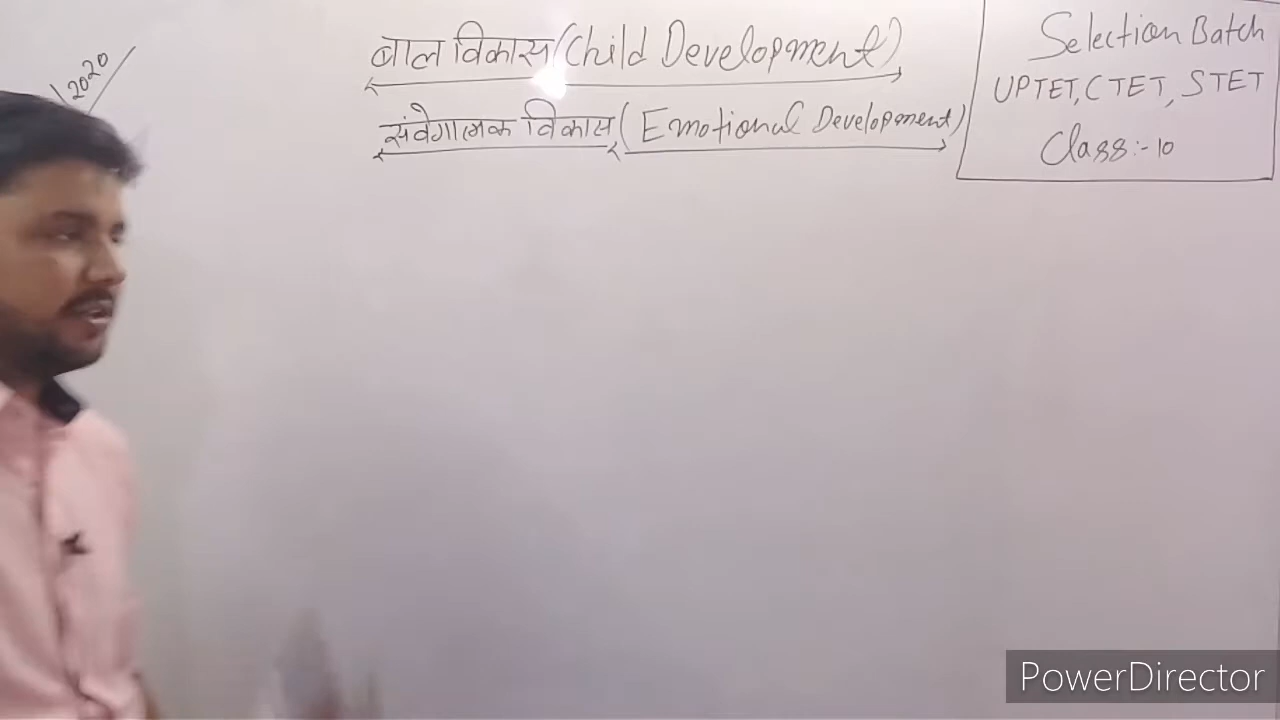 बाल विकास (Child Development)
संवेगात्मक विकास (Emotional Development)
Selection Batch
UPTET, CTET, STET
Class:- 10
2020
PowerDirector